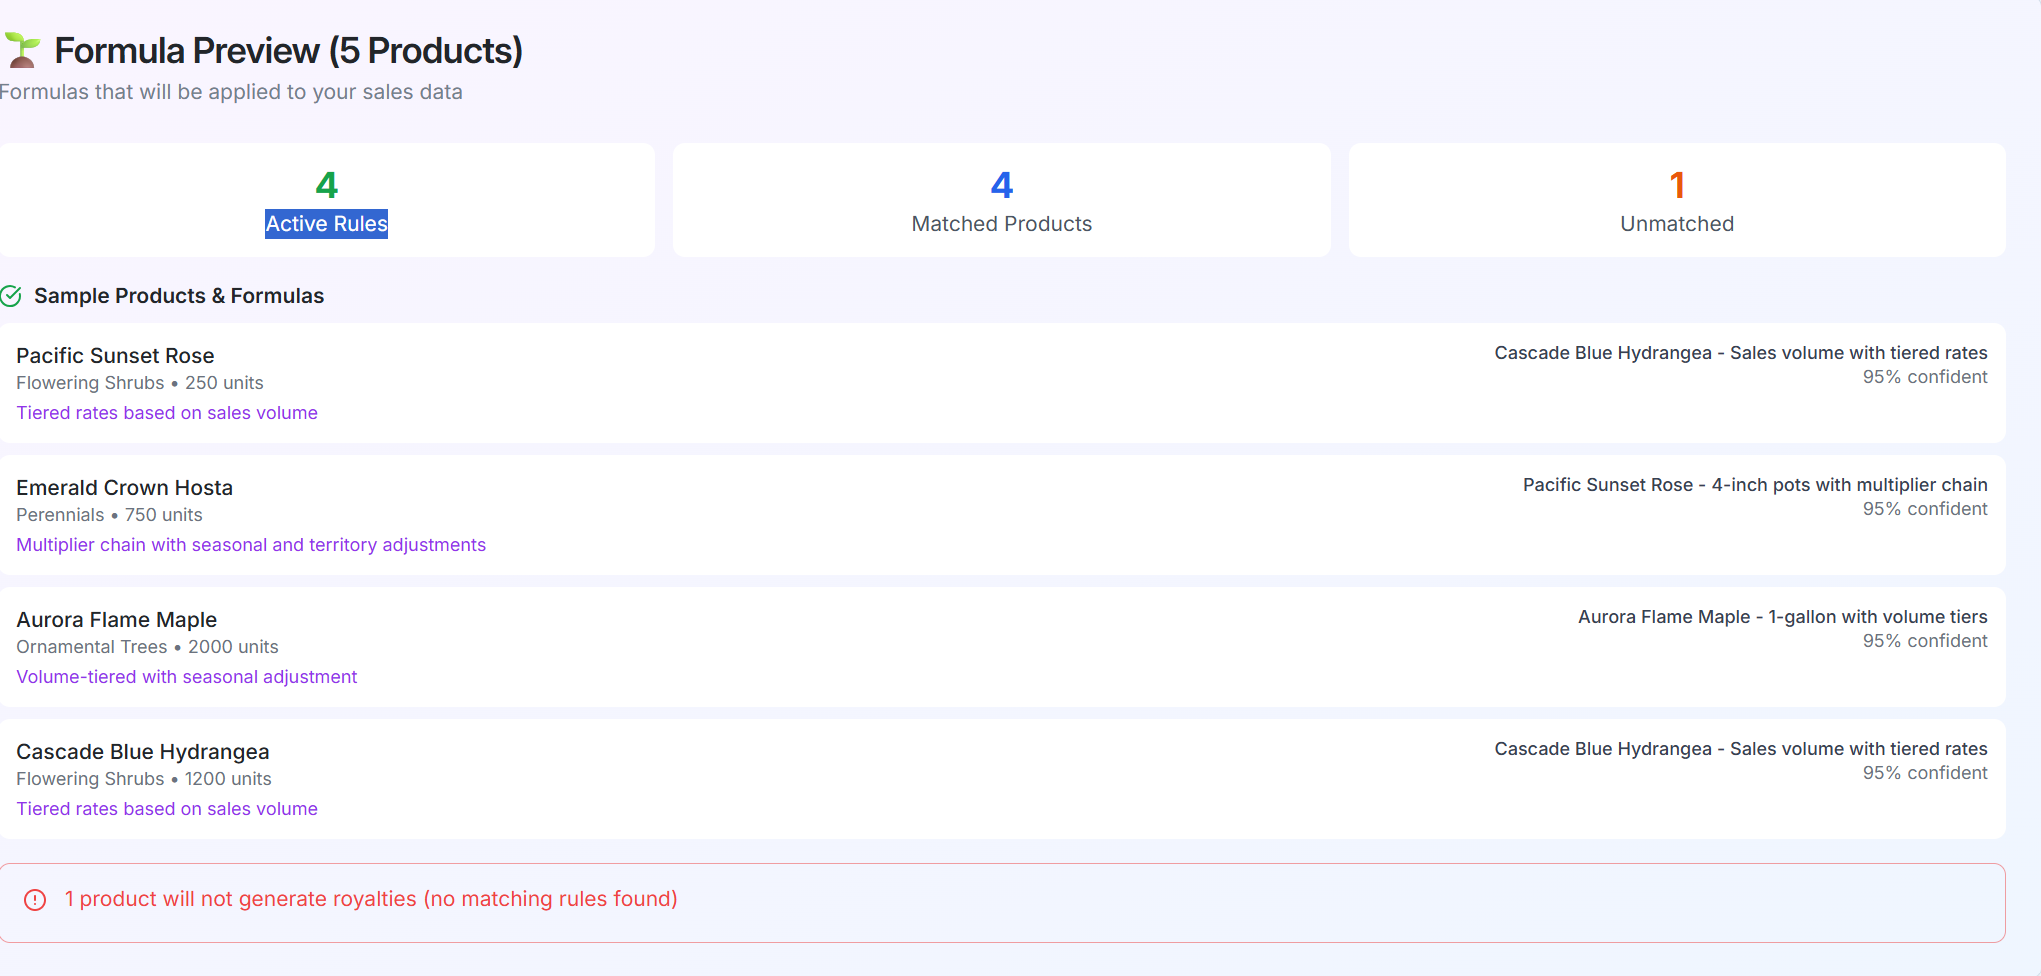 Formula Preview (5 Products)
Formulas that will be applied to your sales data
4
Active Rules
4
Matched Products
1
Unmatched
Sample Products & Formulas
Pacific Sunset Rose
Flowering Shrubs • 250 units
Tiered rates based on sales volume
Cascade Blue Hydrangea - Sales volume with tiered rates
95% confident
Emerald Crown Hosta
Perennials • 750 units
Multiplier chain with seasonal and territory adjustments
Pacific Sunset Rose - 4-inch pots with multiplier chain
95% confident
Aurora Flame Maple
Ornamental Trees • 2000 units
Volume-tiered with seasonal adjustment
Aurora Flame Maple - 1-gallon with volume tiers
95% confident
Cascade Blue Hydrangea
Flowering Shrubs • 1200 units
Tiered rates based on sales volume
Cascade Blue Hydrangea - Sales volume with tiered rates
95% confident
1 product will not generate royalties (no matching rules found)